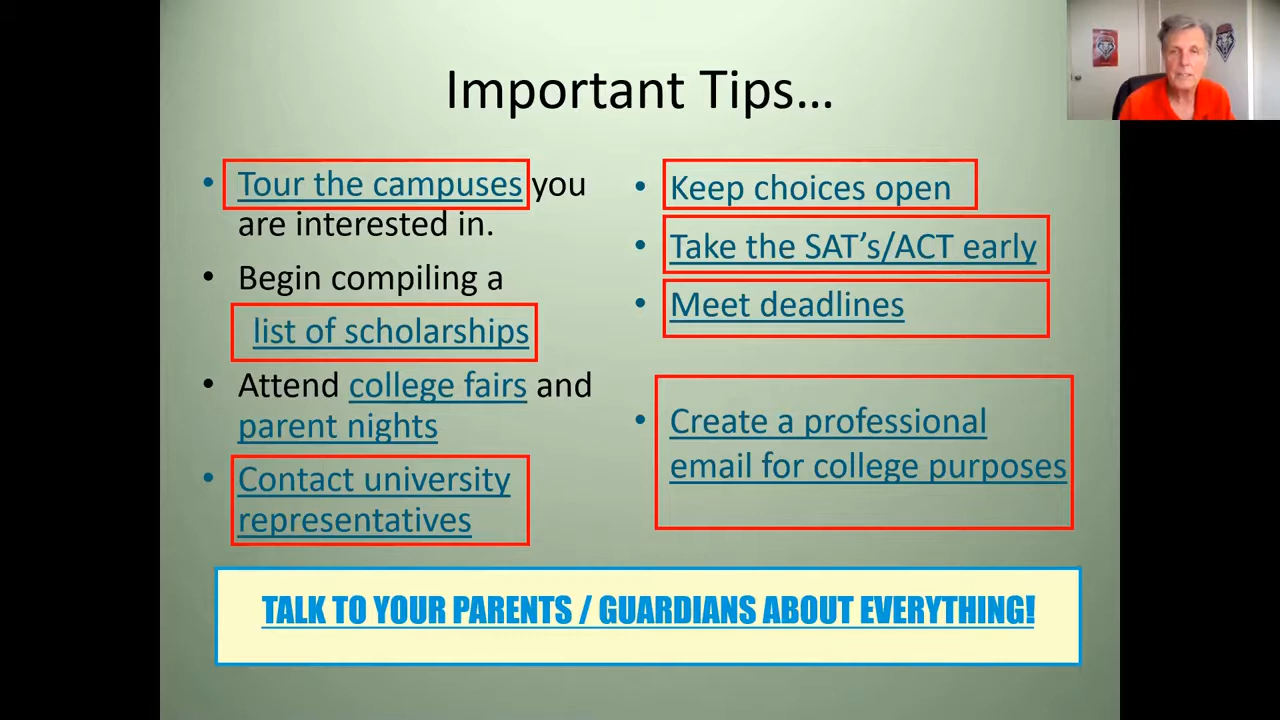 Important Tips...
• Tour the campuses you
are interested in.
• Begin compiling a
list of scholarships
• Attend college fairs and
parent nights
• Contact university
representatives
• Keep choices open
• Take the SAT’s/ACT early
• Meet deadlines
• Create a professional
email for college purposes
TALK TO YOUR PARENTS / GUARDIANS ABOUT EVERYTHING!